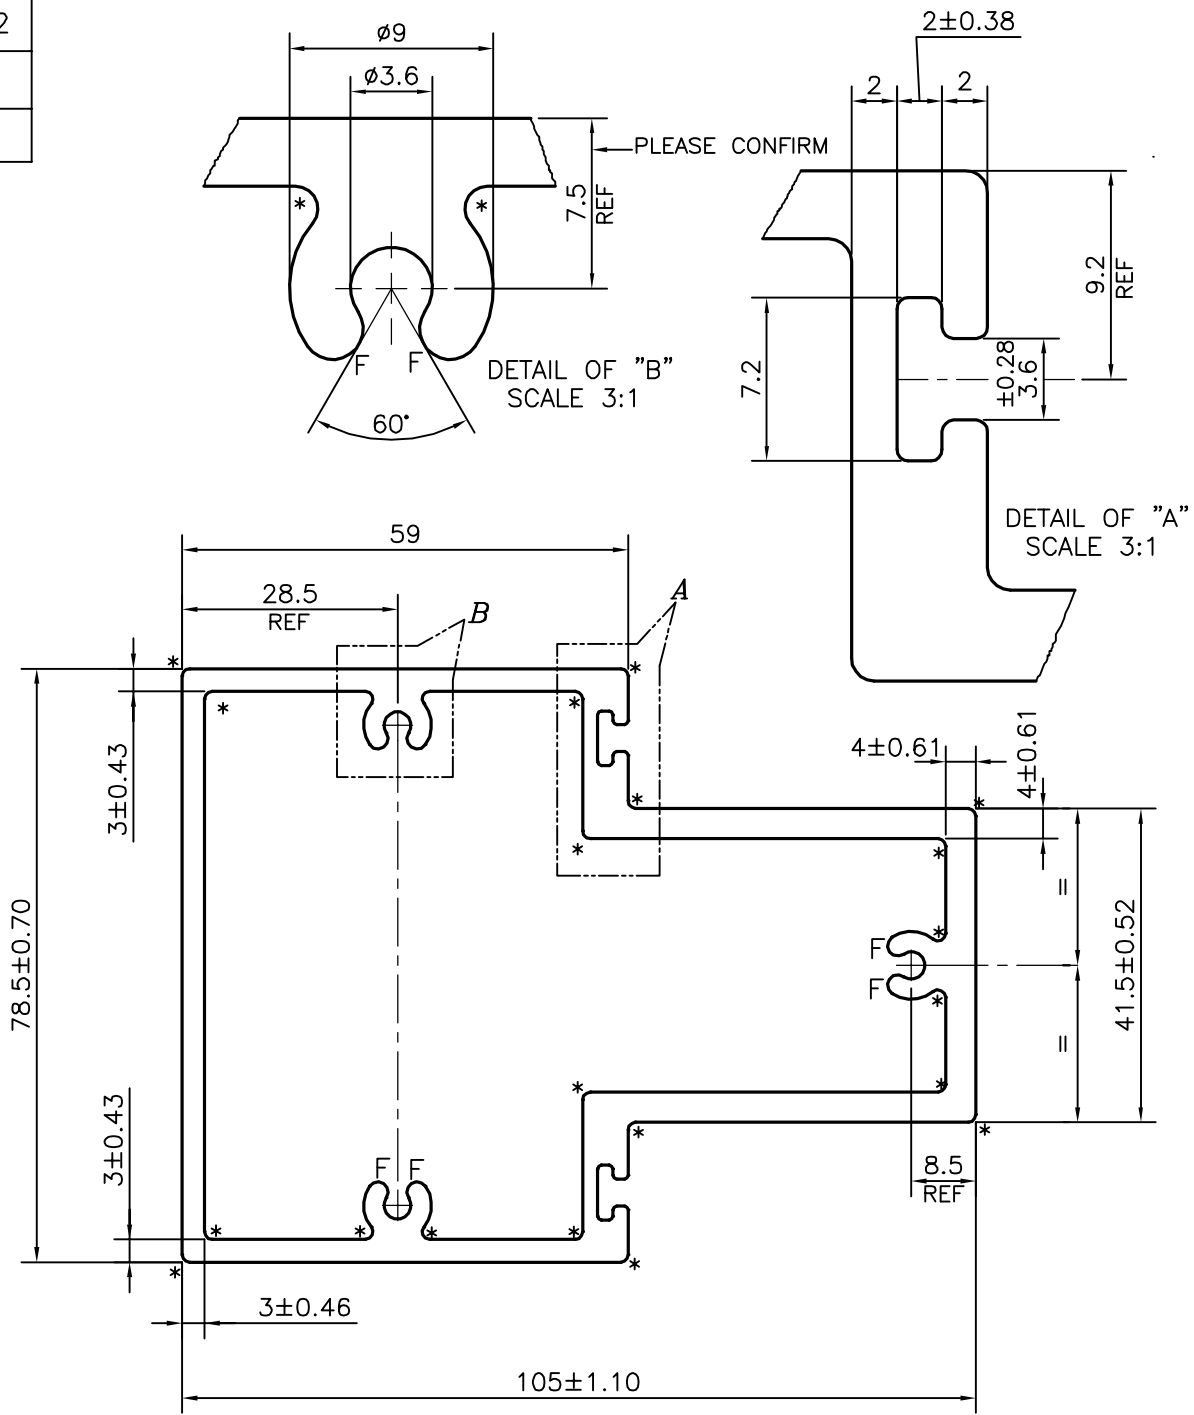 2
ø9
ø3.6
PLEASE CONFIRM
7.5
REF
*
*
F
F
60°
DETAIL OF "B"
SCALE 3:1
2±0.38
2
2
9.2
REF
7.2
±0.28
3.6
DETAIL OF "A"
SCALE 3:1
59
28.5
REF
B
A
*
*
*
*
3±0.43
4±0.61
4±0.61
*
*
*
*
78.5±0.70
=
41.5±0.52
F
*
F
*
=
*
*
3±0.43
*
*
8.5
REF
F
F
*
*
*
*
*
*
3±0.46
105±1.10